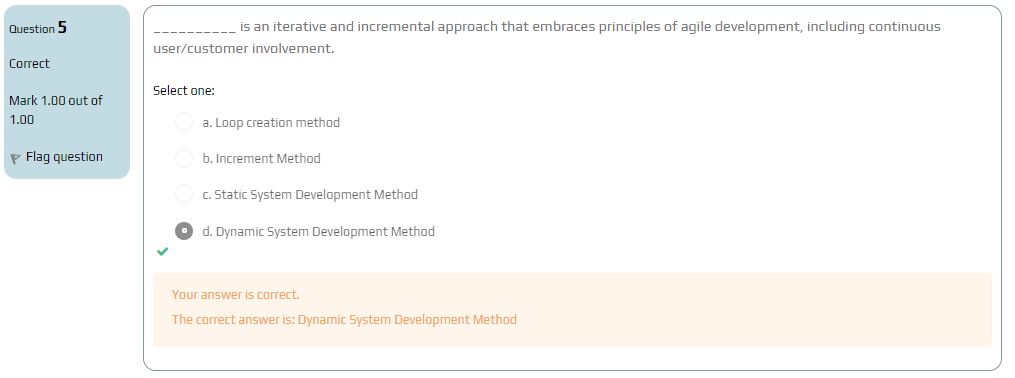 Question 5
Correct
Mark 1.00 out of
1.00
Flag question
__________ is an iterative and incremental approach that embraces principles of agile development, including continuous
user/customer involvement.
Select one:
a. Loop creation method
b. Increment Method
c. Static System Development Method
d. Dynamic System Development Method
Your answer is correct.
The correct answer is: Dynamic System Development Method